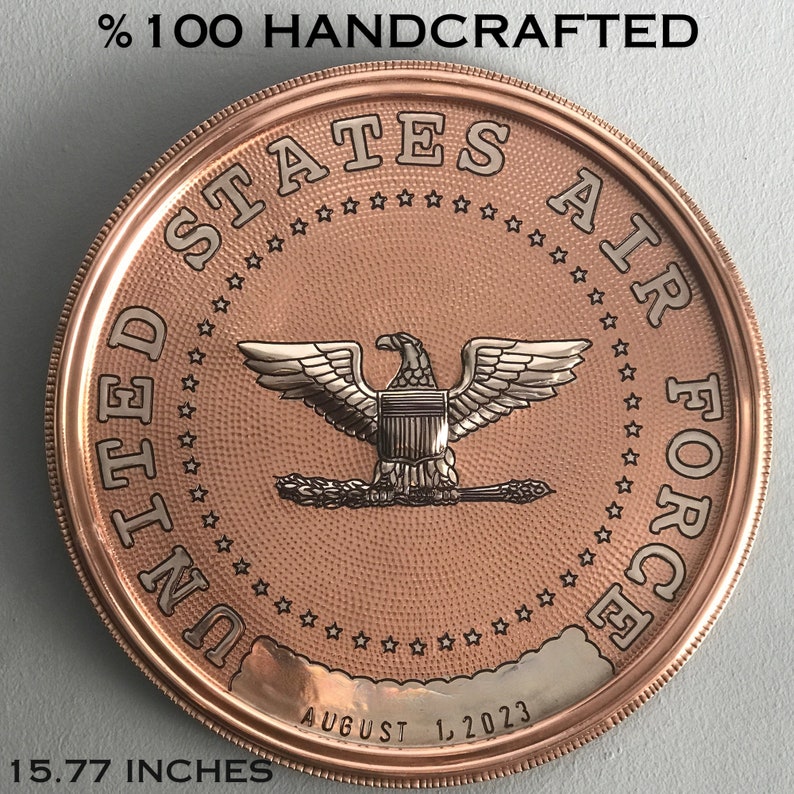 %100 HANDCRAFTED
UNITED STATES AIR FORCE
AUGUST 1,2023
15.77 INCHES